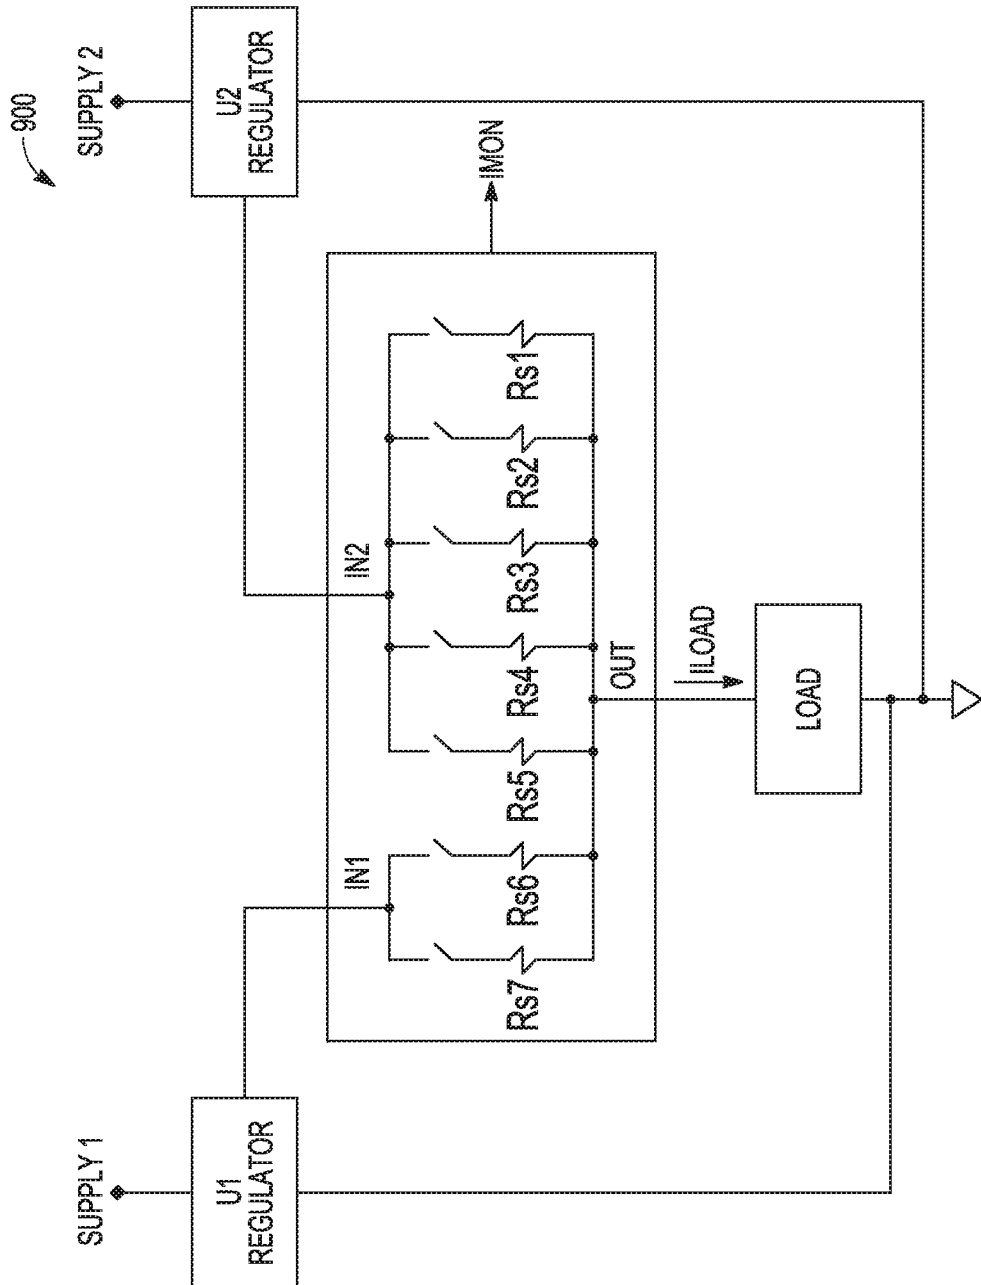 900
SUPPLY 1
SUPPLY 2
U1
REGULATOR
U2
REGULATOR
IN1
IN2
IMON
Rs7
Rs6
Rs5
Rs4
Rs3
Rs2
Rs1
OUT
ILOAD
LOAD